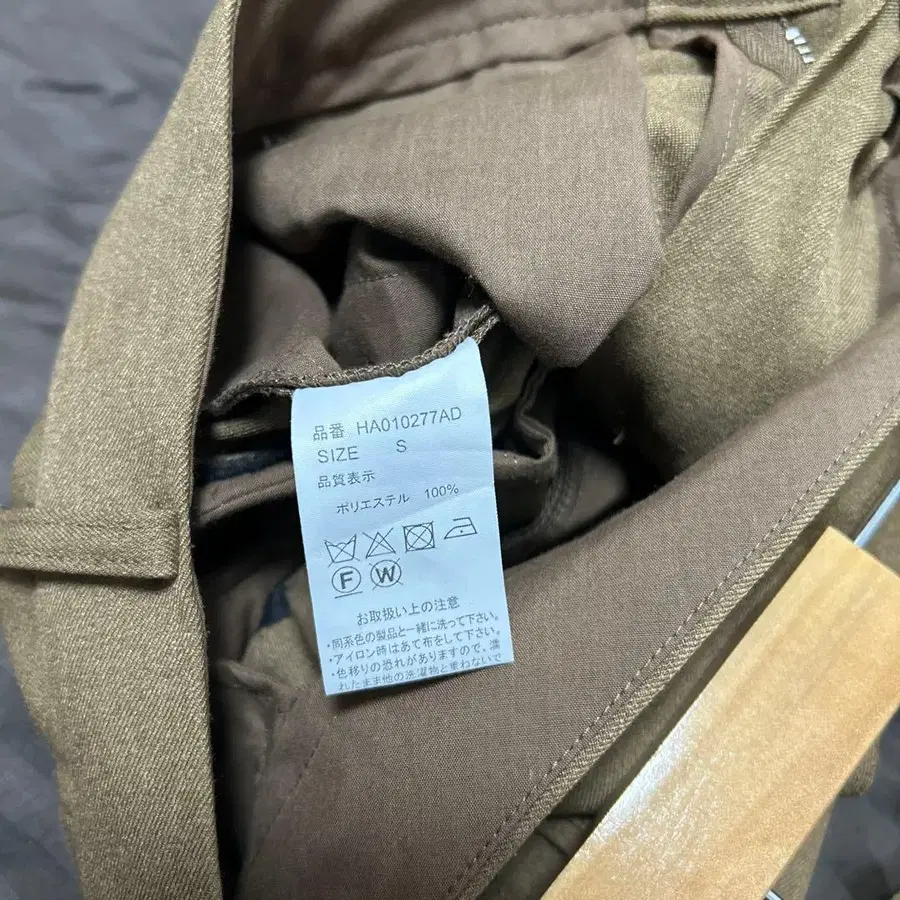 品番 HA010277AD
SIZE S
品質表示
ポリエステル 100%
F W
お取扱い上の注意
・同系色の製品と一緒に洗って下さい。
・アイロン時はあて布をして下さい。
・色移りの恐れがありますので、濡
れたまま他の洗濯物と重ねないで